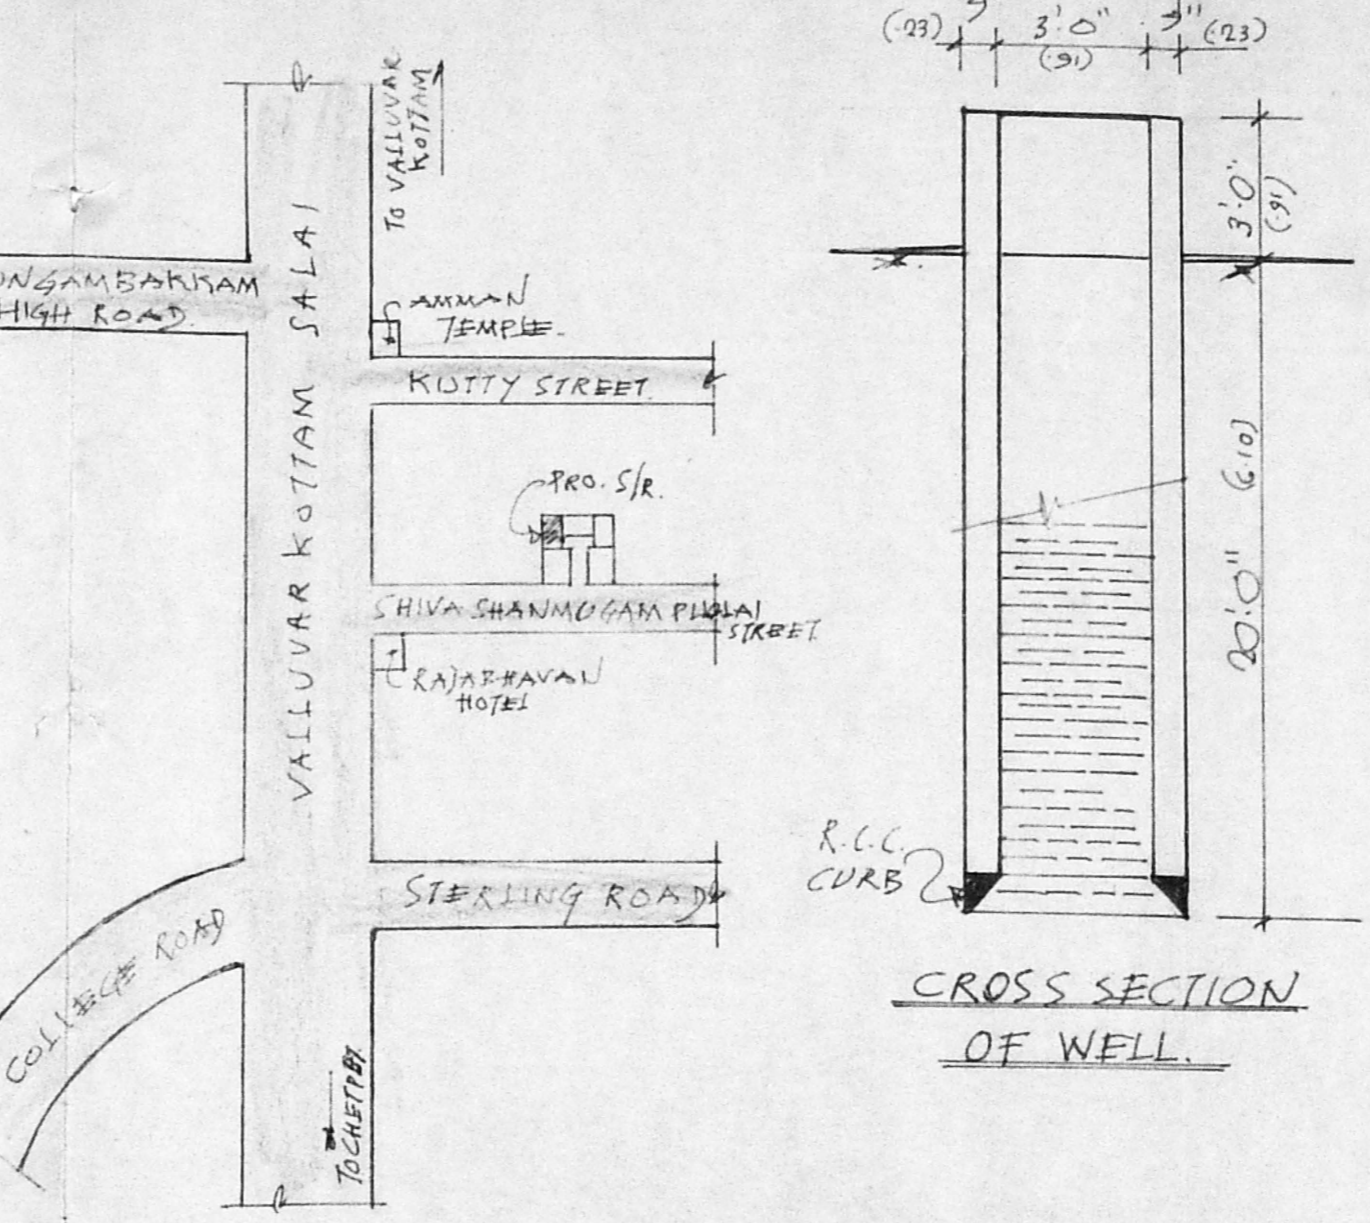 TO VALLUVAR
KOTTAM
VALLUVAR KOTTAM SALAI
NGAMBAKKAM
HIGH ROAD.
AMMAN
TEMPLE.
KUTTY STREET.
PRO. S/R.
SHIVA SHANMUGAM PILLAI
STREET
RAJABHAVAN
HOTEL
STERLING ROAD
COLLEGE ROAD
TO CHETPET.
(.23)
3'.0"
(.91)
(.23)
3'.0"
(.91)
20'.0" (6.10)
R.C.C.
CURB
CROSS SECTION
OF WELL.